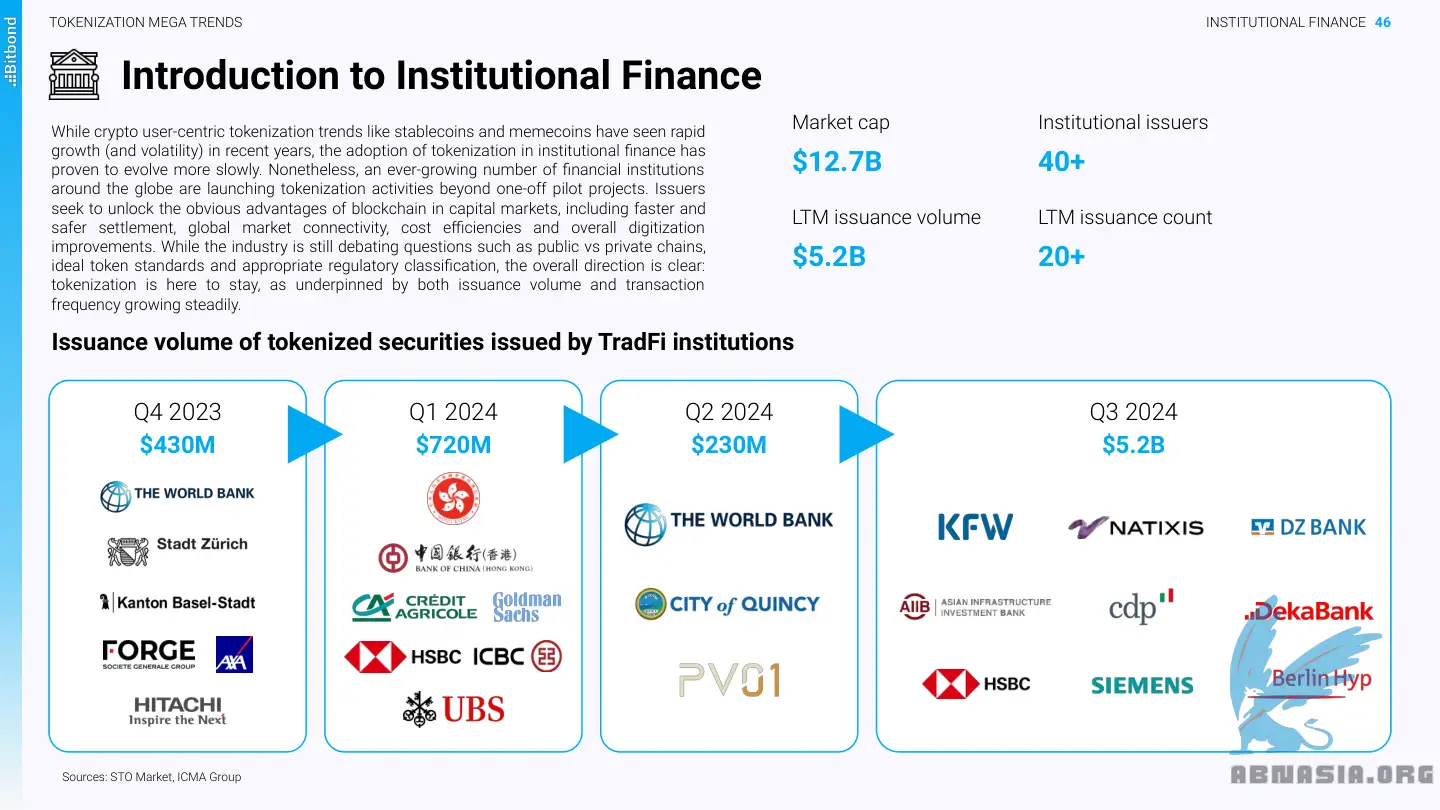 Bitbond
TOKENIZATION MEGA TRENDS
INSTITUTIONAL FINANCE 46
Introduction to Institutional Finance
While crypto user-centric tokenization trends like stablecoins and memecoins have seen rapid
growth (and volatility) in recent years, the adoption of tokenization in institutional finance has
proven to evolve more slowly. Nonetheless, an ever-growing number of financial institutions
around the globe are launching tokenization activities beyond one-off pilot projects. Issuers
seek to unlock the obvious advantages of blockchain in capital markets, including faster and
safer settlement, global market connectivity, cost efficiencies and overall digitization
improvements. While the industry is still debating questions such as public vs private chains,
ideal token standards and appropriate regulatory classification, the overall direction is clear:
tokenization is here to stay, as underpinned by both issuance volume and transaction
frequency growing steadily.
Market cap
$12.7B
Institutional issuers
40+
LTM issuance volume
$5.2B
LTM issuance count
20+
Issuance volume of tokenized securities issued by TradFi institutions
Q4 2023
$430M
THE WORLD BANK
Stadt Zürich
Kanton Basel-Stadt
FORGE
SOCIETE GENERALE GROUP
AXA
HITACHI
Inspire the Next
Q1 2024
$720M
中國銀行(香港)
BANK OF CHINA (HONG KONG)
CRÉDIT
AGRICOLE
Goldman
Sachs
HSBC
ICBC
UBS
Q2 2024
$230M
THE WORLD BANK
CITY of QUINCY
PV01
Q3 2024
$5.2B
KFW
NATIXIS
DZ BANK
AIIB
ASIAN INFRASTRUCTURE
INVESTMENT BANK
cdp
DekaBank
HSBC
SIEMENS
Berlin Hyp
Sources: STO Market, ICMA Group
ABNASIA.ORG